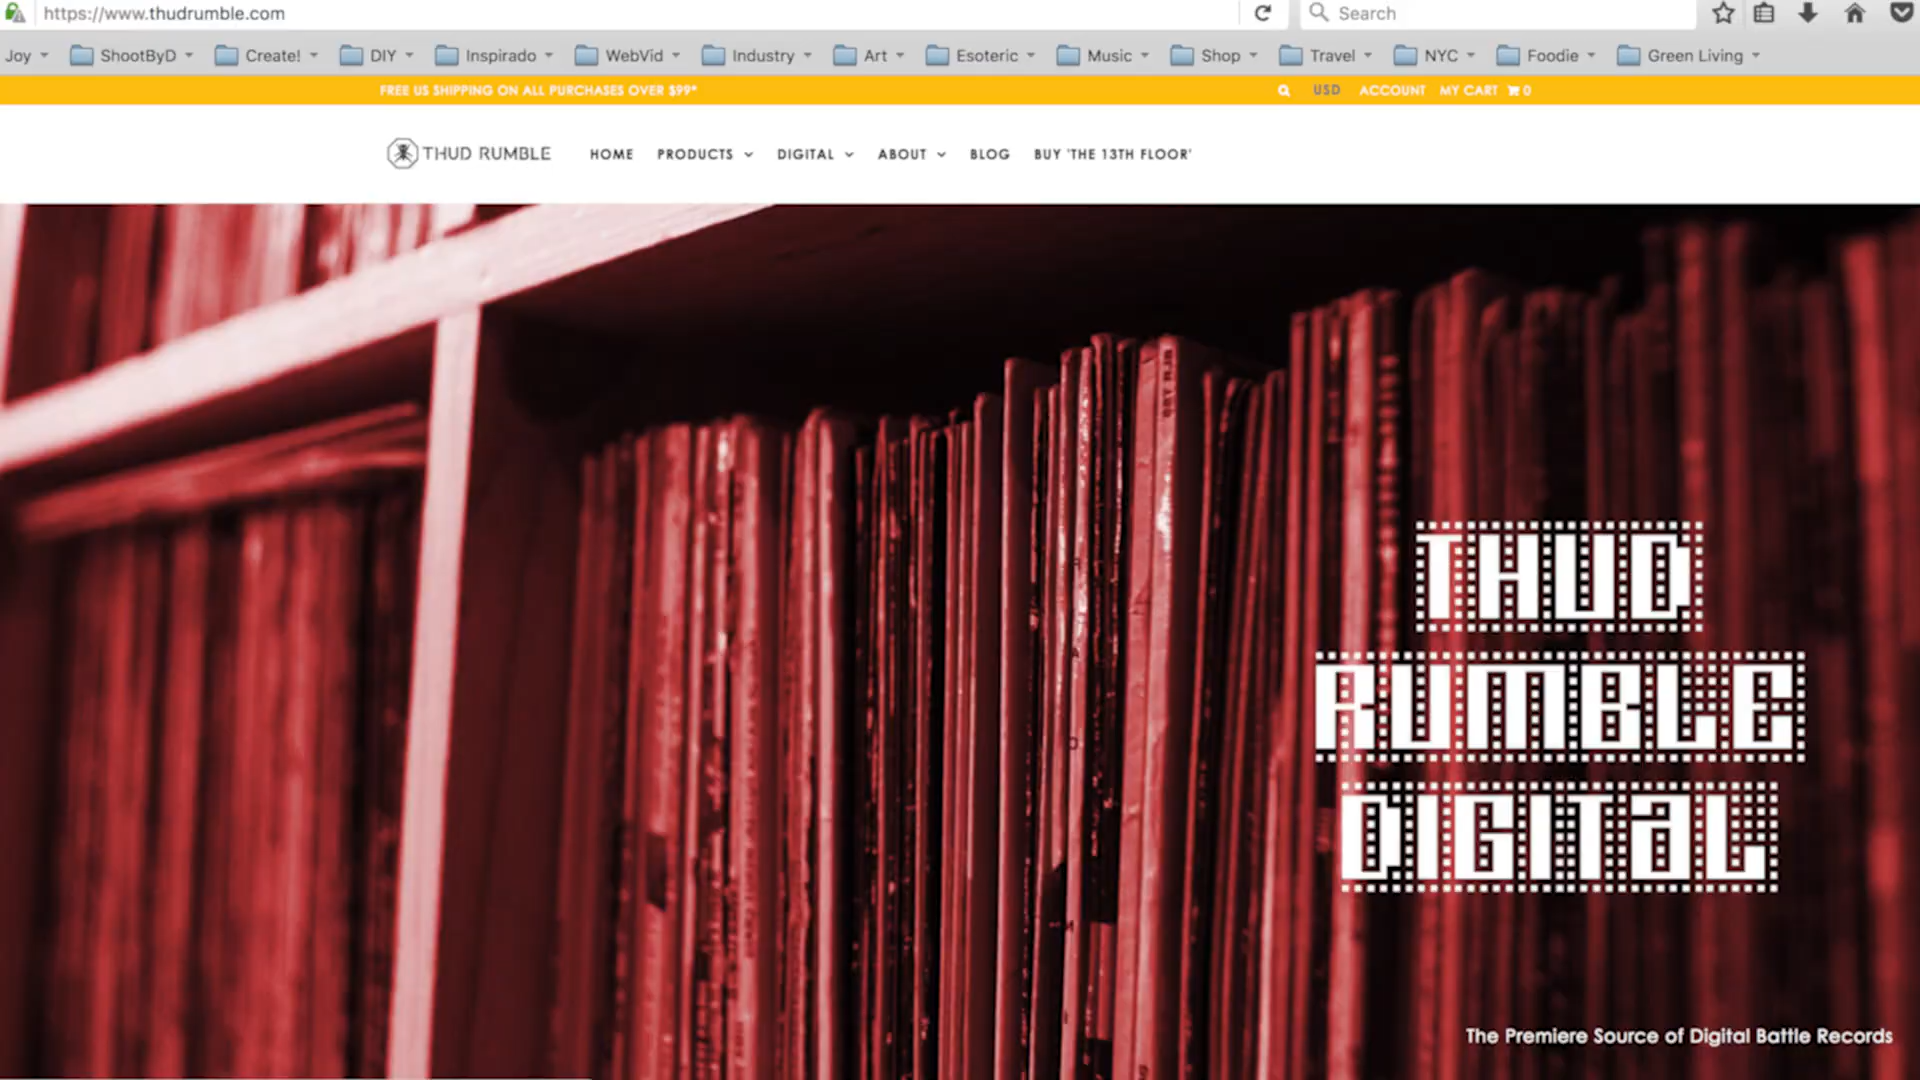 https://www.thudrumble.com
Search
Joy ShootByD Create! DIY Inspirado WebVid Industry Art Esoteric Music Shop Travel NYC Foodie Green Living
FREE US SHIPPING ON ALL PURCHASES OVER $99* USD ACCOUNT MY CART 0
THUD RUMBLE HOME PRODUCTS DIGITAL ABOUT BLOG BUY 'THE 13TH FLOOR'
THUD
RUMBLE
DIGITAL
The Premiere Source of Digital Battle Records